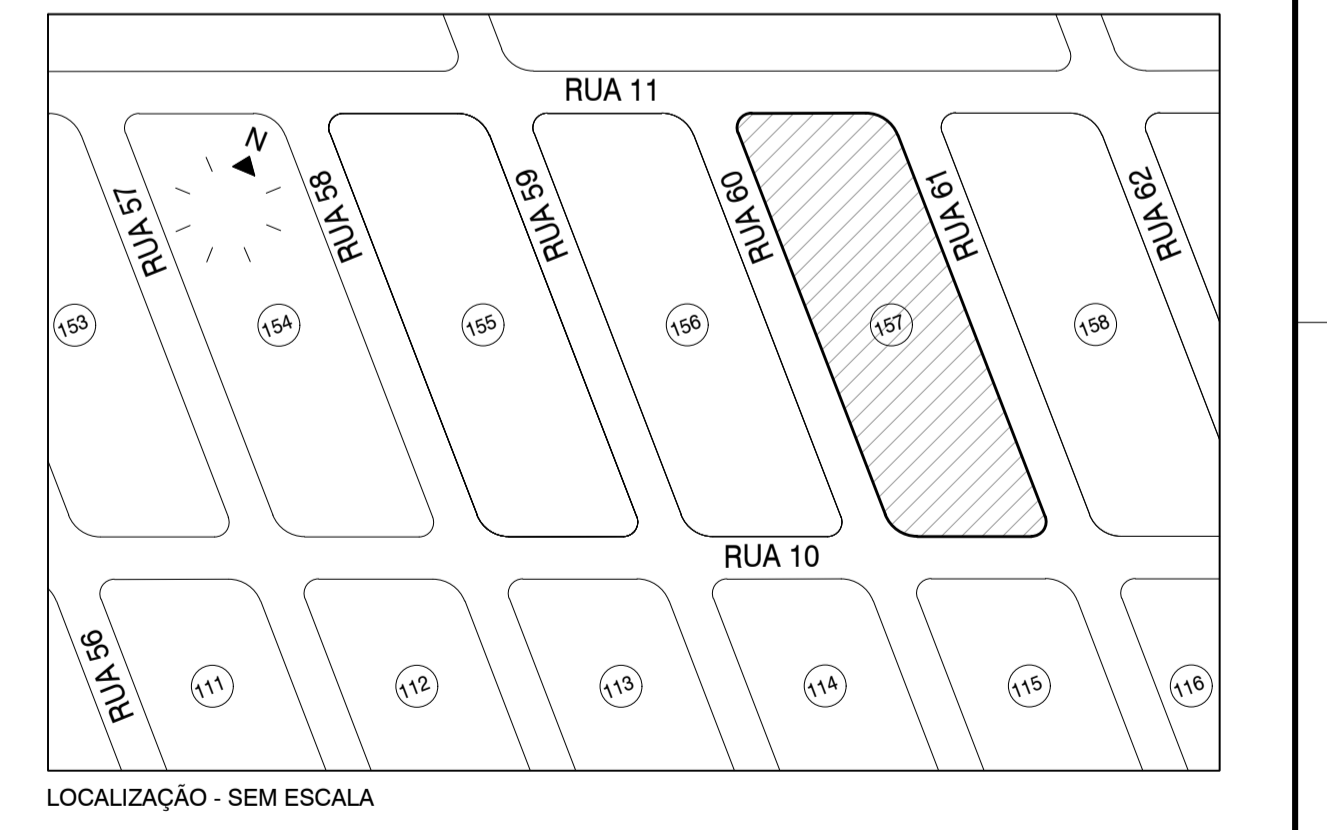 RUA 11
N
RUA 57
RUA 58
RUA 59
RUA 60
RUA 61
RUA 62
153
154
155
156
157
158
RUA 10
RUA 56
111
112
113
114
115
116
LOCALIZAÇÃO - SEM ESCALA